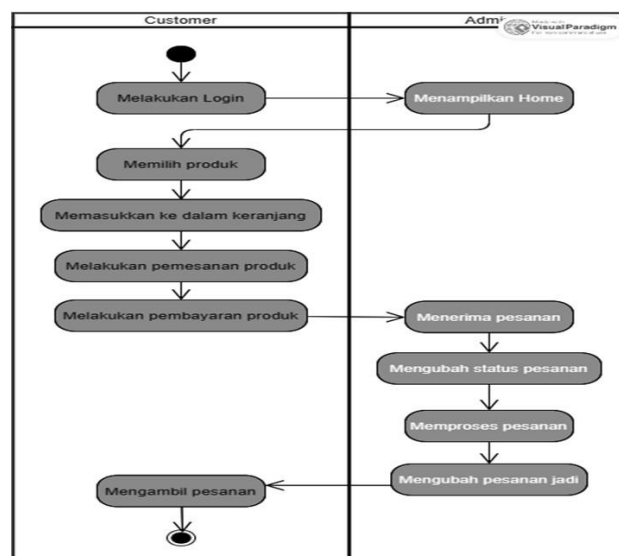 Customer
Admi
VisualParadigm
Melakukan Login
Menampilkan Home
Memilih produk
Memasukkan ke dalam keranjang
Melakukan pemesanan produk
Melakukan pembayaran produk
Menerima pesanan
Mengubah status pesanan
Memproses pesanan
Mengubah pesanan jadi
Mengambil pesanan